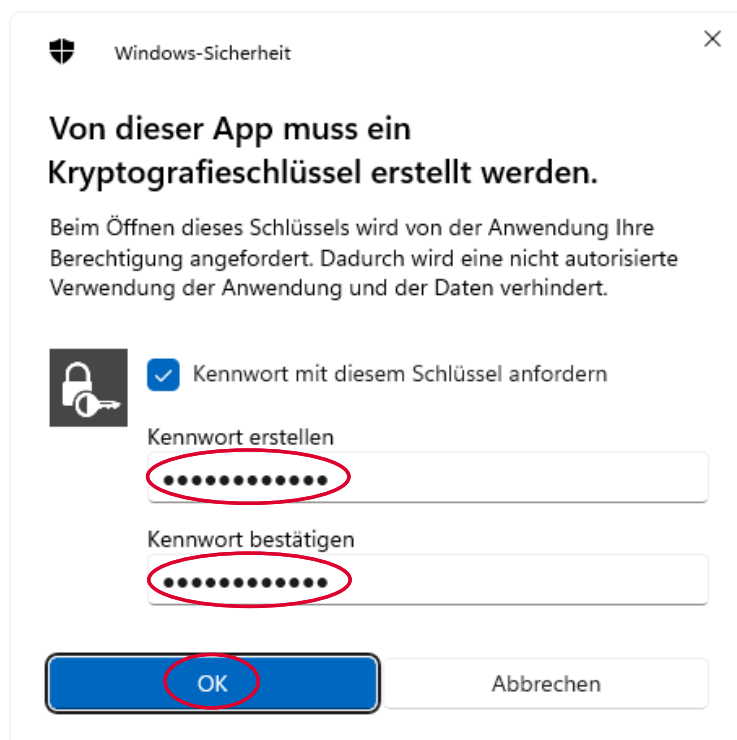 Windows-Sicherheit
Von dieser App muss ein
Kryptografieschlüssel erstellt werden.
Beim Öffnen dieses Schlüssels wird von der Anwendung Ihre
Berechtigung angefordert. Dadurch wird eine nicht autorisierte
Verwendung der Anwendung und der Daten verhindert.
Kennwort mit diesem Schlüssel anfordern
Kennwort erstellen
●●●●●●●●●●●●
Kennwort bestätigen
●●●●●●●●●●●●
OK
Abbrechen